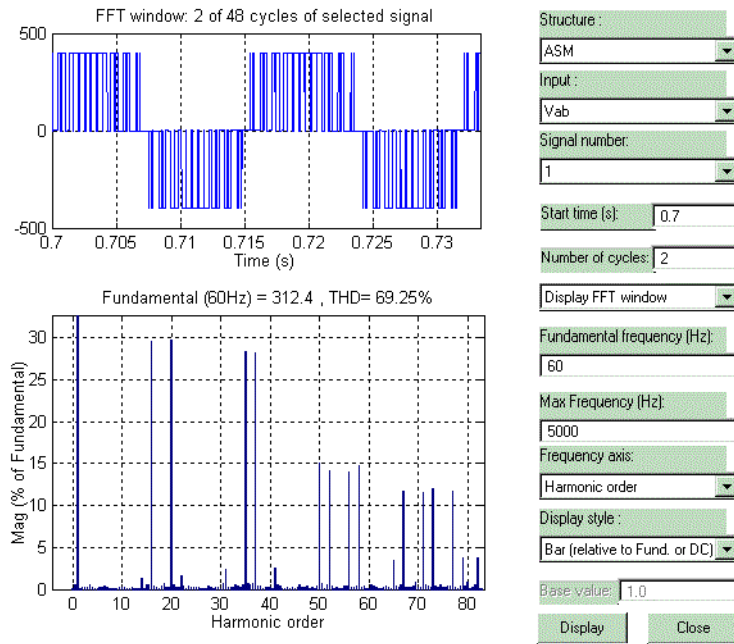 FFT window: 2 of 48 cycles of selected signal
500
0
-500
0.7 0.705 0.71 0.715 0.72 0.725 0.73
Time (s)
Fundamental (60Hz) = 312.4 , THD= 69.25%
Mag (% of Fundamental)
30
25
20
15
10
5
0
0 10 20 30 40 50 60 70 80
Harmonic order
Structure :
ASM
Input :
Vab
Signal number:
1
Start time (s): 0.7
Number of cycles: 2
Display FFT window
Fundamental frequency (Hz):
60
Max Frequency (Hz):
5000
Frequency axis:
Harmonic order
Display style :
Bar (relative to Fund. or DC)
Base value: 1.0
Display Close